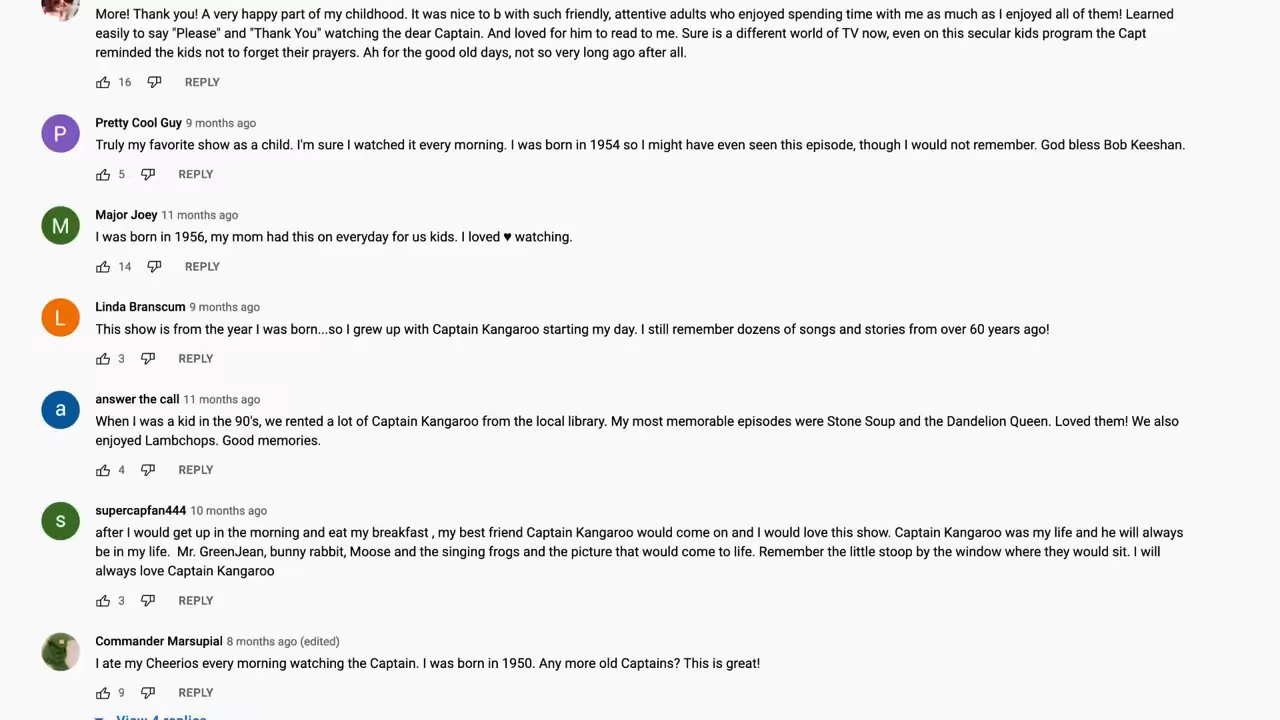 More! Thank you! A very happy part of my childhood. It was nice to b with such friendly, attentive adults who enjoyed spending time with me as much as I enjoyed all of them! Learned
easily to say "Please" and "Thank You" watching the dear Captain. And loved for him to read to me. Sure is a different world of TV now, even on this secular kids program the Capt
reminded the kids not to forget their prayers. Ah for the good old days, not so very long ago after all.
16 REPLY
P
Pretty Cool Guy 9 months ago
Truly my favorite show as a child. I'm sure I watched it every morning. I was born in 1954 so I might have even seen this episode, though I would not remember. God bless Bob Keeshan.
5 REPLY
M
Major Joey 11 months ago
I was born in 1956, my mom had this on everyday for us kids. I loved ♥ watching.
14 REPLY
L
Linda Branscum 9 months ago
This show is from the year I was born...so I grew up with Captain Kangaroo starting my day. I still remember dozens of songs and stories from over 60 years ago!
3 REPLY
a
answer the call 11 months ago
When I was a kid in the 90's, we rented a lot of Captain Kangaroo from the local library. My most memorable episodes were Stone Soup and the Dandelion Queen. Loved them! We also
enjoyed Lambchops. Good memories.
4 REPLY
s
supercapfan444 10 months ago
after I would get up in the morning and eat my breakfast , my best friend Captain Kangaroo would come on and I would love this show. Captain Kangaroo was my life and he will always
be in my life.  Mr. GreenJean, bunny rabbit, Moose and the singing frogs and the picture that would come to life. Remember the little stoop by the window where they would sit. I will
always love Captain Kangaroo
3 REPLY
Commander Marsupial 8 months ago (edited)
I ate my Cheerios every morning watching the Captain. I was born in 1950. Any more old Captains? This is great!
9 REPLY
View 4 replies